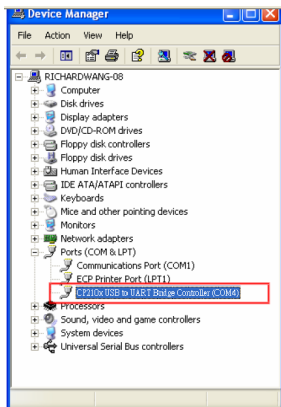 Device Manager
File Action View Help
RICHARDWANG-08
Computer
Disk drives
Display adapters
DVD/CD-ROM drives
Floppy disk controllers
Floppy disk drives
Human Interface Devices
IDE ATA/ATAPI controllers
Keyboards
Mice and other pointing devices
Monitors
Network adapters
Ports (COM & LPT)
Communications Port (COM1)
ECP Printer Port (LPT1)
CP210x USB to UART Bridge Controller (COM4)
Processors
Sound, video and game controllers
System devices
Universal Serial Bus controllers